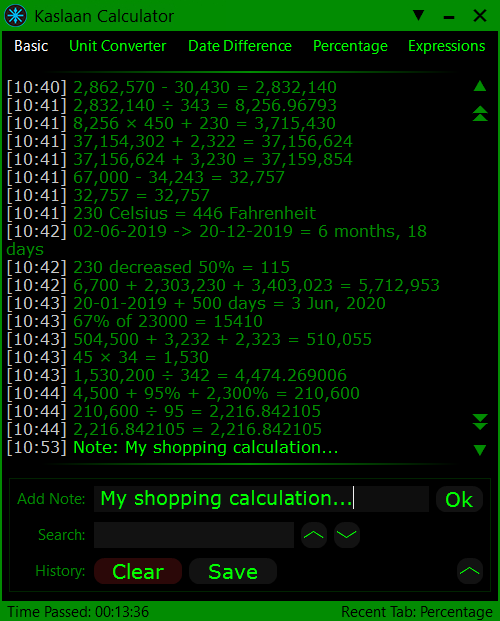 Kaslaan Calculator
Basic Unit Converter Date Difference Percentage Expressions
[10:40] 2,862,570 - 30,430 = 2,832,140
[10:41] 2,832,140 ÷ 343 = 8,256.96793
[10:41] 8,256 × 450 + 230 = 3,715,430
[10:41] 37,154,302 + 2,322 = 37,156,624
[10:41] 37,156,624 + 3,230 = 37,159,854
[10:41] 67,000 - 34,243 = 32,757
[10:41] 32,757 = 32,757
[10:41] 230 Celsius = 446 Fahrenheit
[10:42] 02-06-2019 -> 20-12-2019 = 6 months, 18
days
[10:42] 230 decreased 50% = 115
[10:42] 6,700 + 2,303,230 + 3,403,023 = 5,712,953
[10:43] 20-01-2019 + 500 days = 3 Jun, 2020
[10:43] 67% of 23000 = 15410
[10:43] 504,500 + 3,232 + 2,323 = 510,055
[10:43] 45 × 34 = 1,530
[10:43] 1,530,200 ÷ 342 = 4,474.269006
[10:44] 4,500 + 95% + 2,300% = 210,600
[10:44] 210,600 ÷ 95 = 2,216.842105
[10:44] 2,216.842105 = 2,216.842105
[10:53] Note: My shopping calculation...
Add Note: My shopping calculation... Ok
Search:
History: Clear Save
Time Passed: 00:13:36 Recent Tab: Percentage